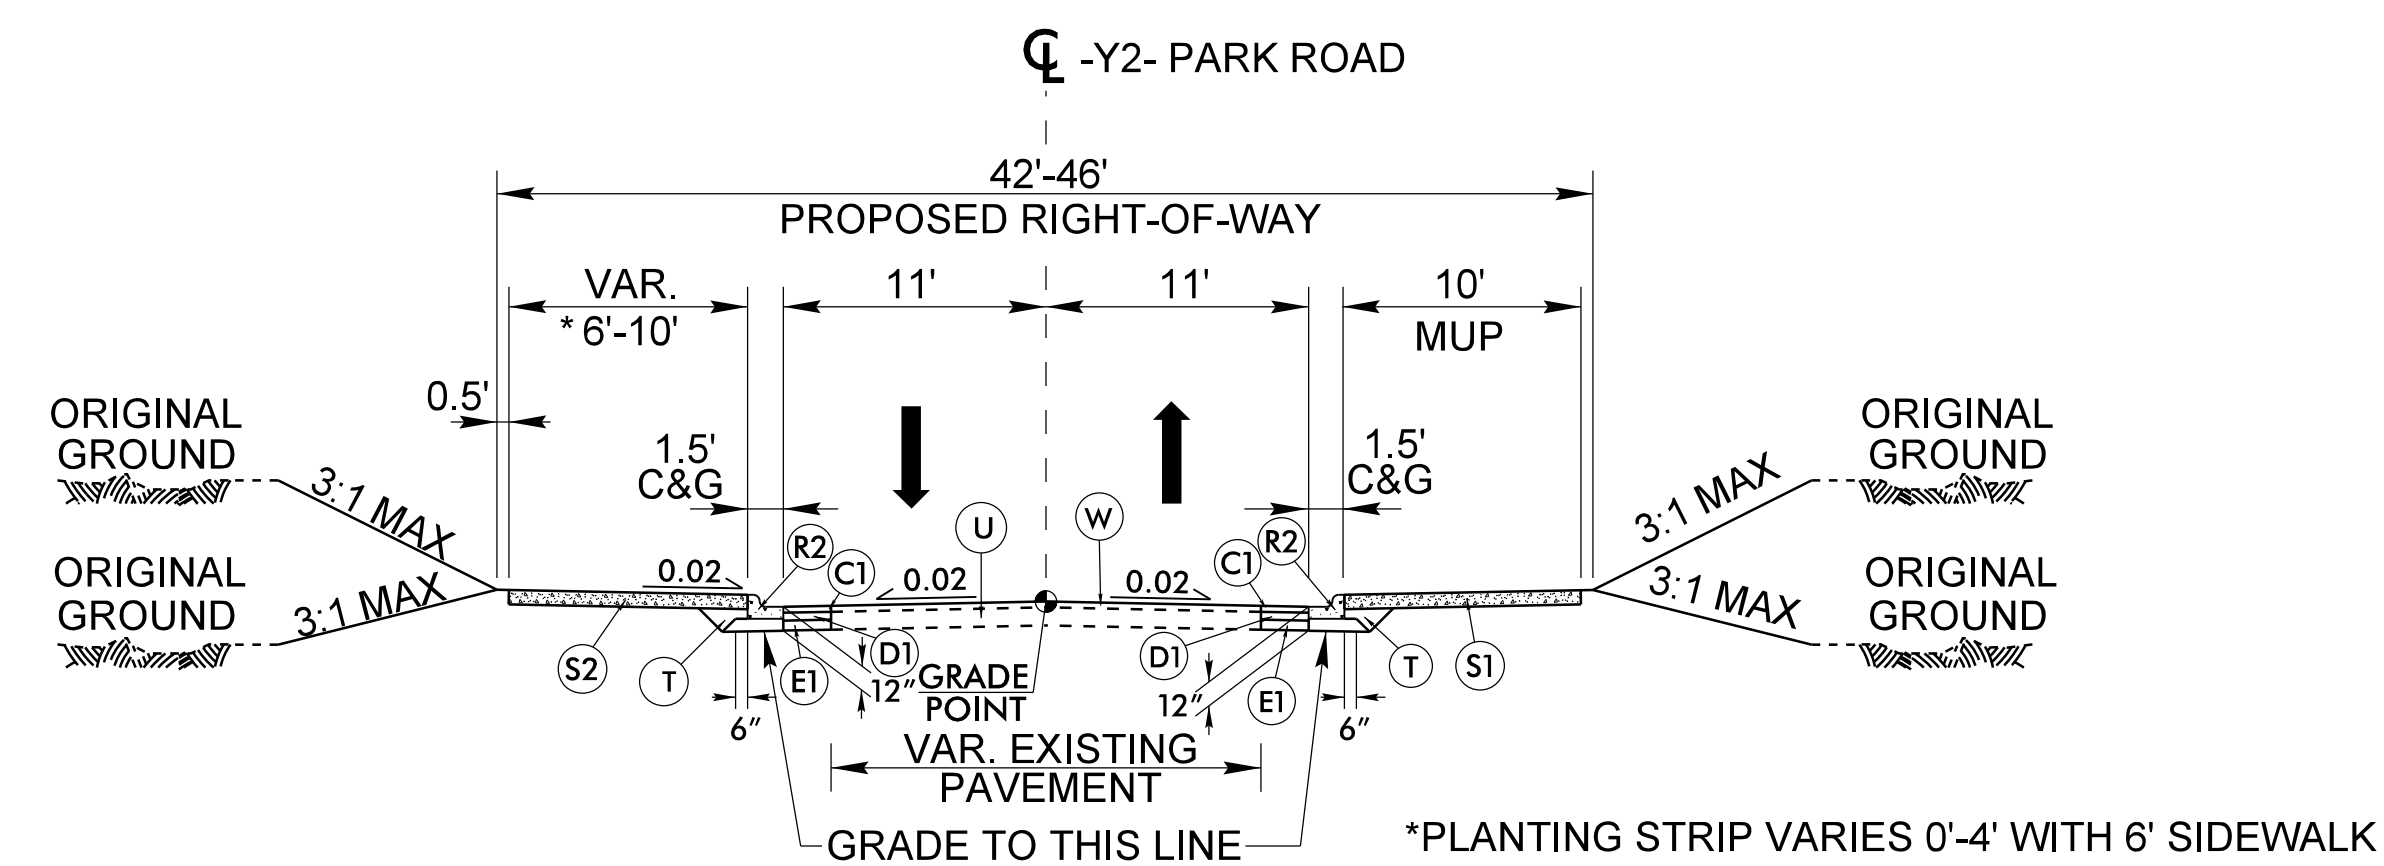 ℄ -Y2- PARK ROAD
42'-46'
PROPOSED RIGHT-OF-WAY
VAR.
* 6'-10'
11'
11'
10'
MUP
0.5'
1.5'
C&G
1.5'
C&G
ORIGINAL
GROUND
3:1 MAX
ORIGINAL
GROUND
3:1 MAX
3:1 MAX
ORIGINAL
GROUND
3:1 MAX
ORIGINAL
GROUND
U
W
R2
C1
C1
R2
0.02
0.02
0.02
S2
T
E1
D1
12"
GRADE
POINT
D1
12"
E1
T
S1
6"
6"
VAR. EXISTING
PAVEMENT
GRADE TO THIS LINE
*PLANTING STRIP VARIES 0'-4' WITH 6' SIDEWALK